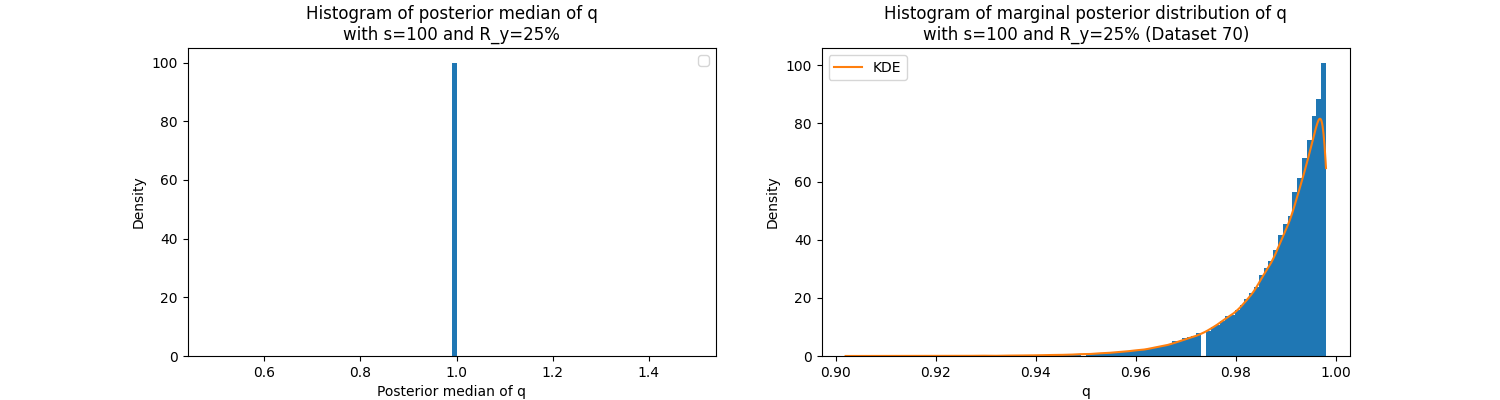 Histogram of posterior median of q
with s=100 and R_y=25%
Density
100
80
60
40
20
0
0.6 0.8 1.0 1.2 1.4
Posterior median of q
Histogram of marginal posterior distribution of q
with s=100 and R_y=25% (Dataset 70)
KDE
Density
100
80
60
40
20
0
0.90 0.92 0.94 0.96 0.98 1.00
q